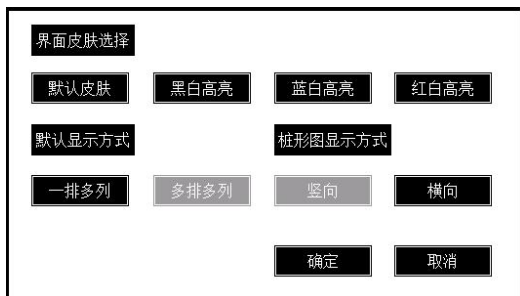 界面皮肤选择
默认皮肤 黑白高亮 蓝白高亮 红白高亮
默认显示方式 桩形图显示方式
一排多列 多排多列 竖向 横向
确定 取消